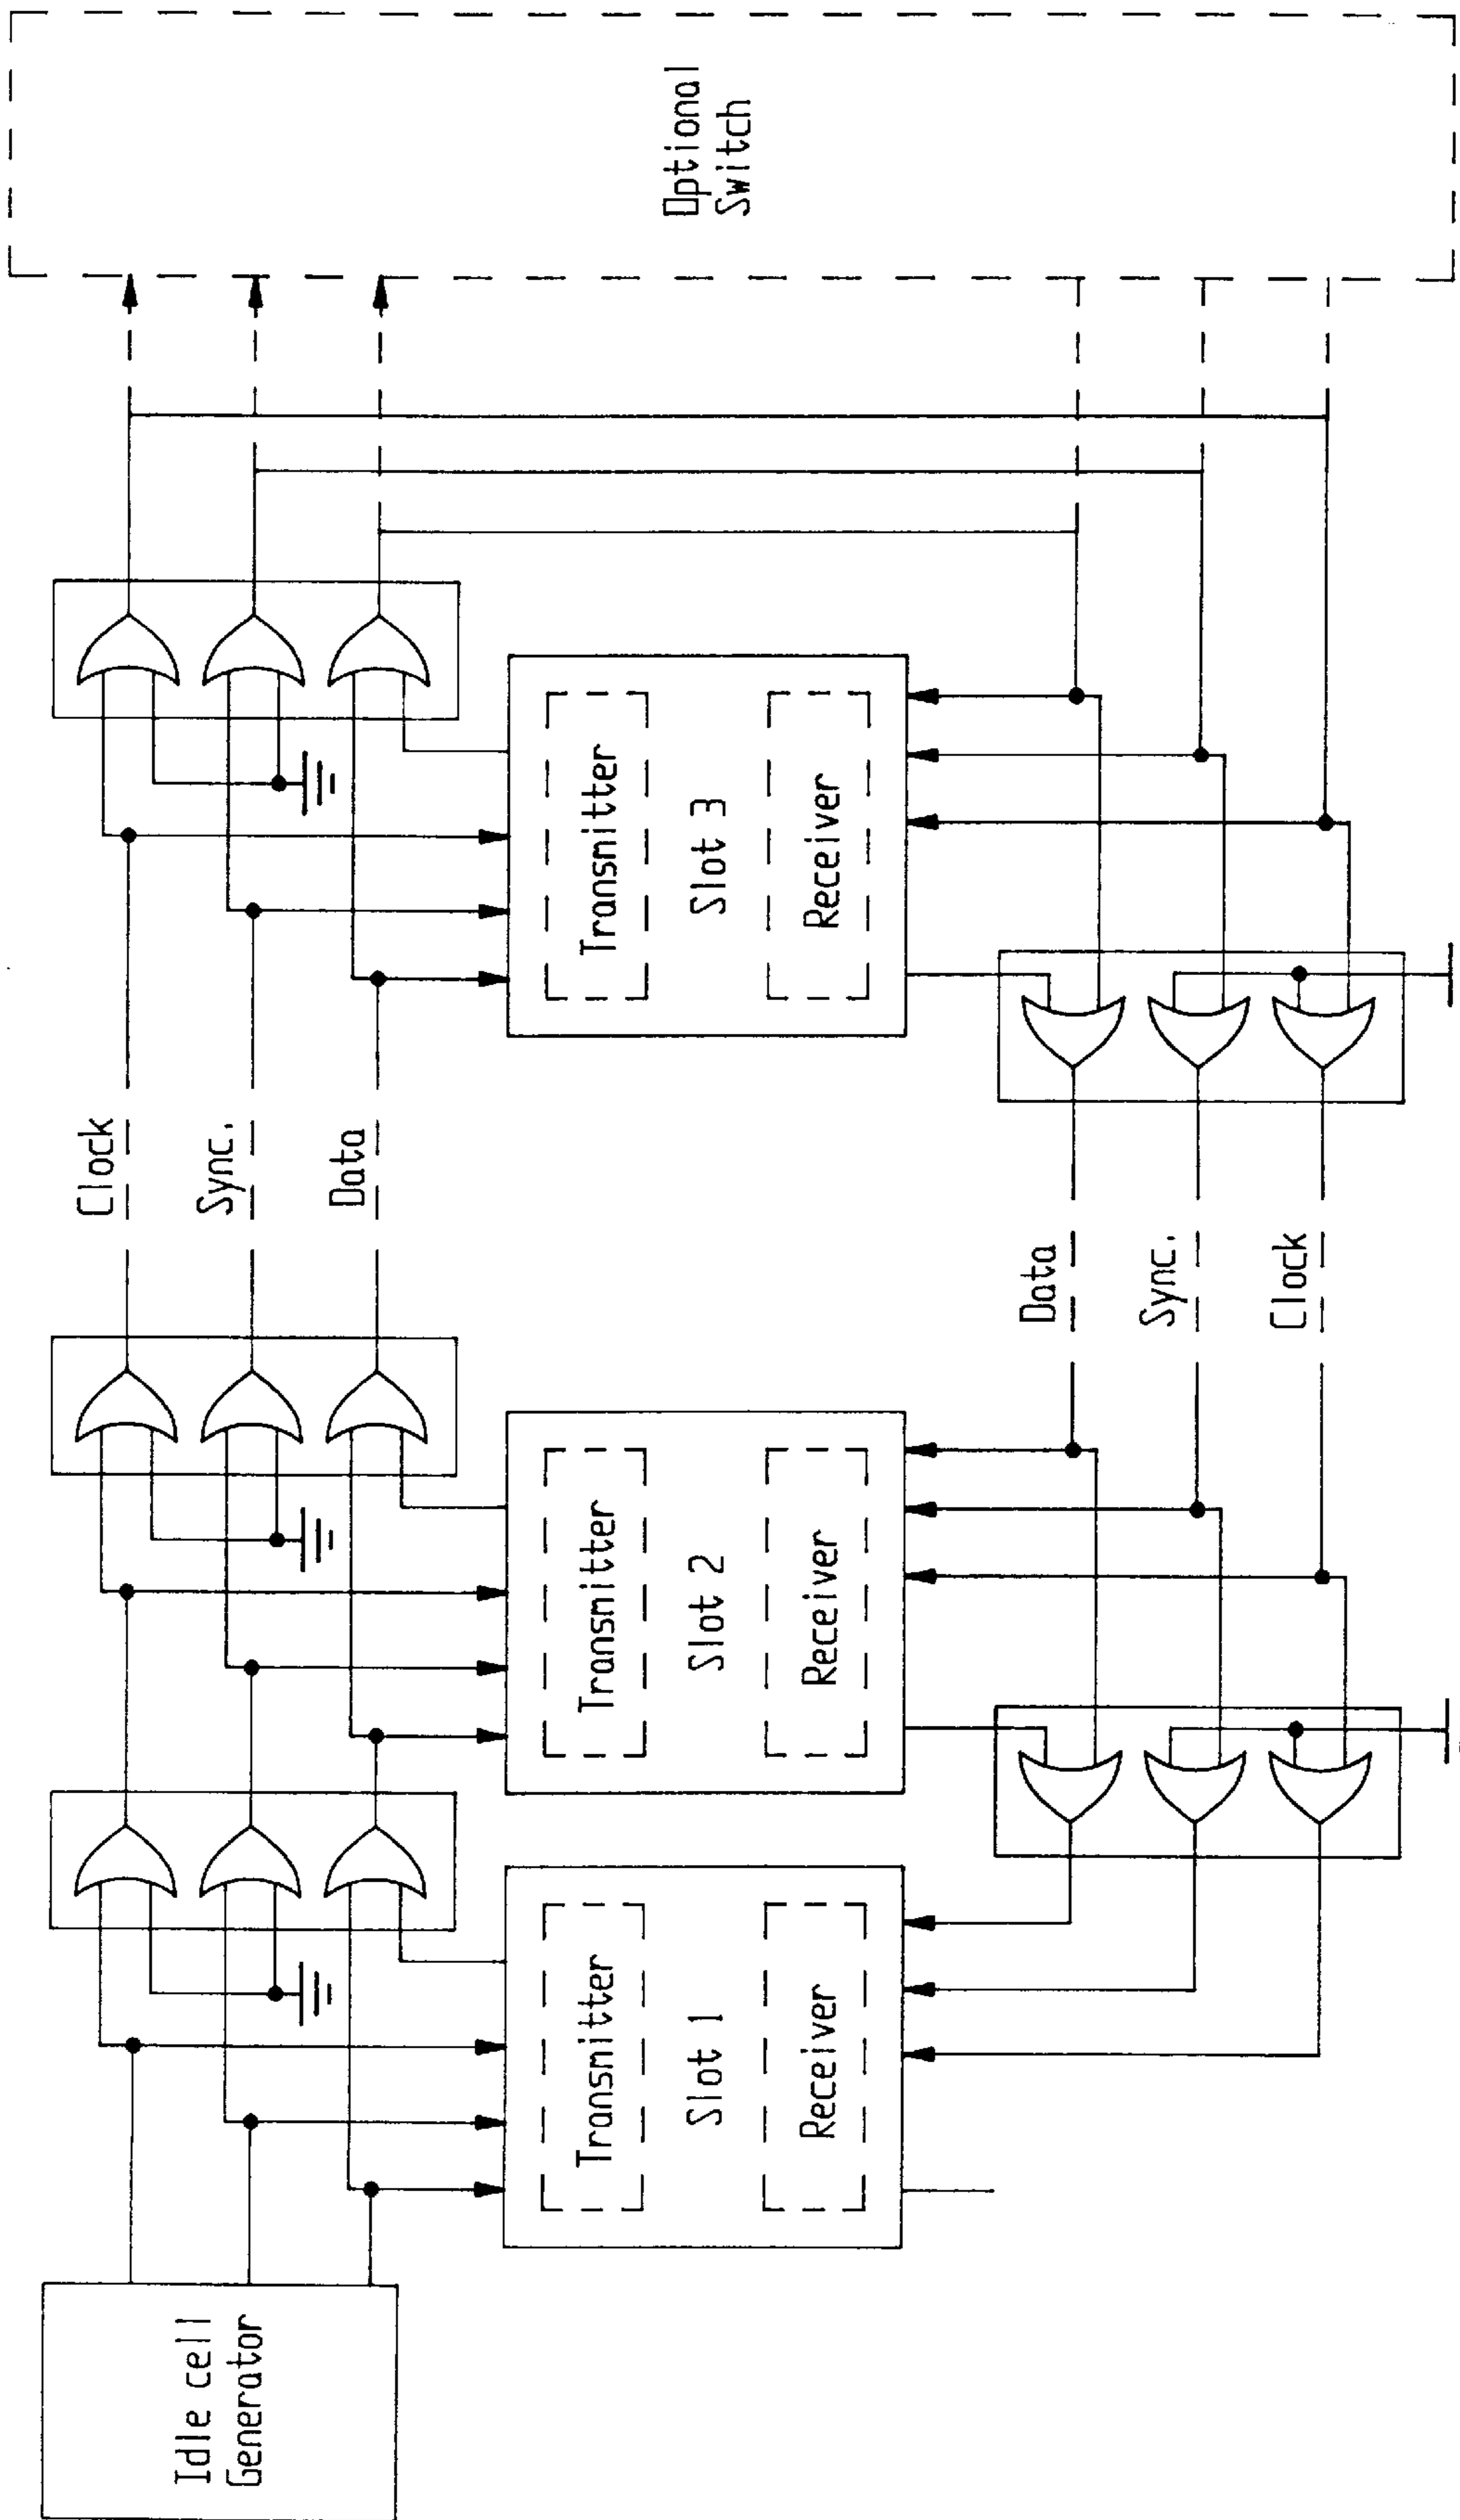 Idle cell
Generator
Clock
Sync.
Data
Transmitter
Slot 1
Receiver
Transmitter
Slot 2
Receiver
Transmitter
Slot 3
Receiver
Data
Sync.
Clock
Optional
Switch